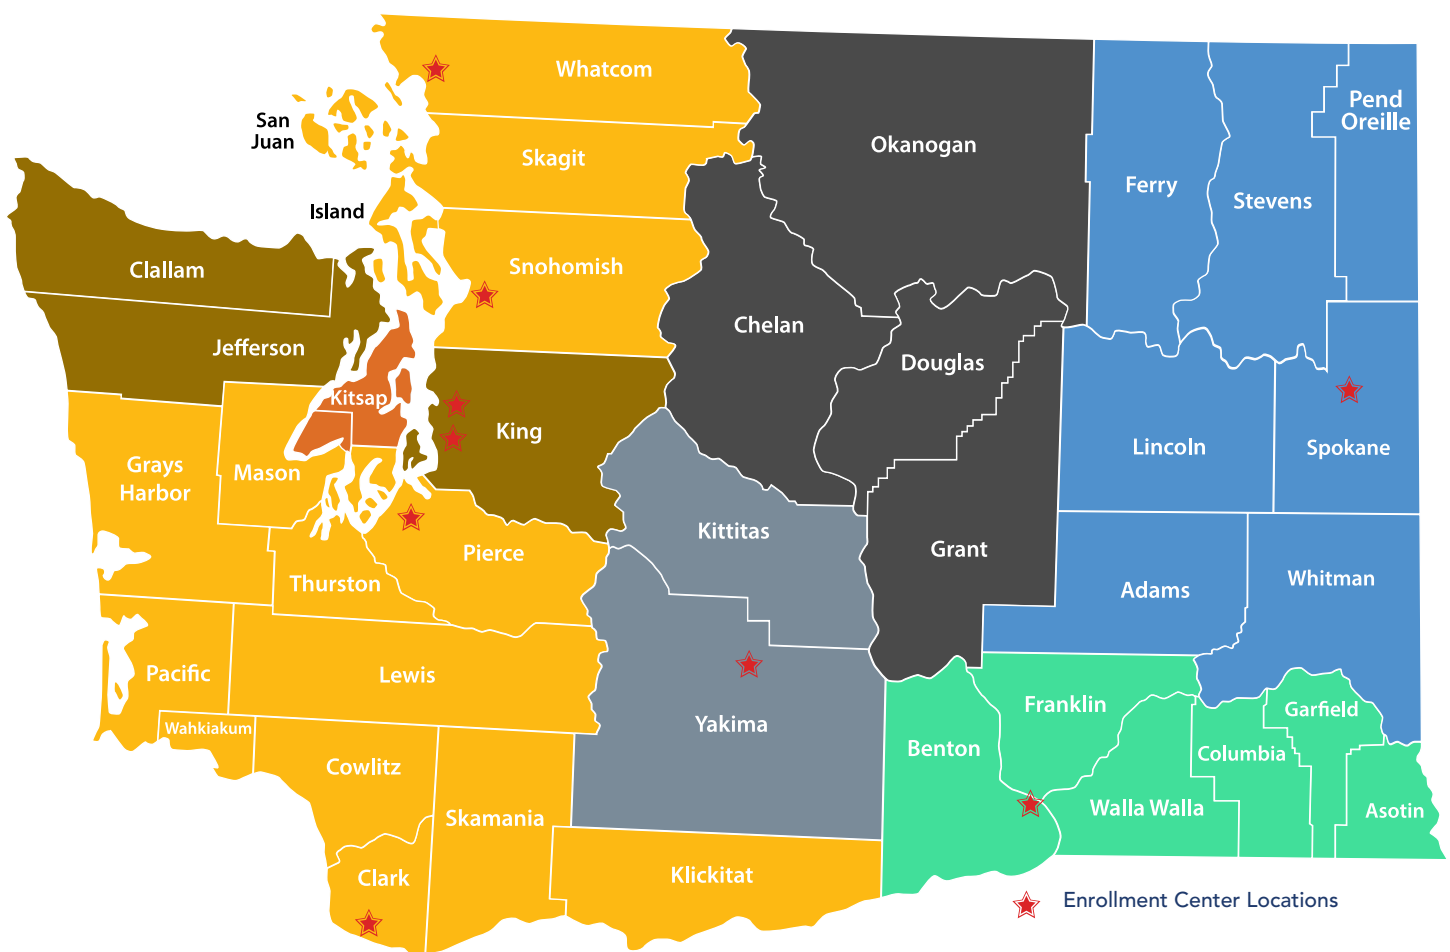 Whatcom
San
Juan
Skagit
Island
Snohomish
Clallam
Jefferson
Kitsap
King
Grays
Harbor
Mason
Pierce
Thurston
Pacific
Lewis
Wahkiakum
Cowlitz
Skamania
Clark
Klickitat
Okanogan
Chelan
Douglas
Grant
Kittitas
Yakima
Ferry
Stevens
Pend
Oreille
Lincoln
Spokane
Adams
Whitman
Benton
Franklin
Walla Walla
Columbia
Garfield
Asotin
Enrollment Center Locations